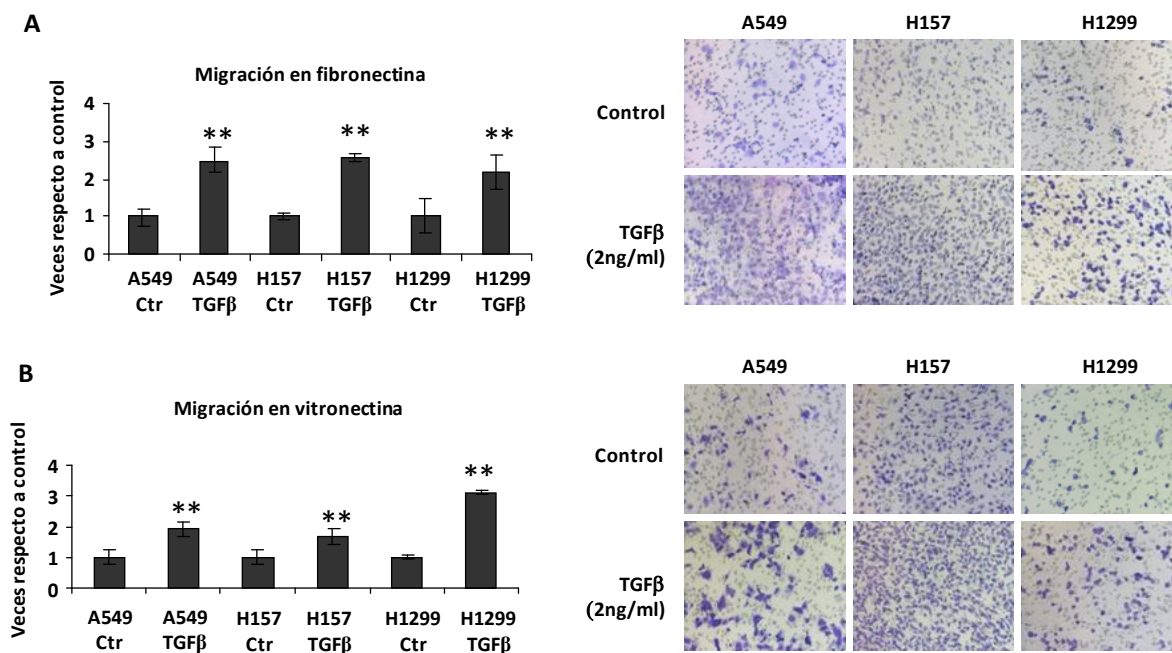 A
Migración en fibronectina
Veces respecto a control
4
3
2
1
0
** ** **
A549 A549 H157 H157 H1299 H1299
Ctr TGFβ Ctr TGFβ Ctr TGFβ
A549 H157 H1299
Control
TGFβ
(2ng/ml)
B
Migración en vitronectina
Veces respecto a control
4
3
2
1
0
** ** **
A549 A549 H157 H157 H1299 H1299
Ctr TGFβ Ctr TGFβ Ctr TGFβ
A549 H157 H1299
Control
TGFβ
(2ng/ml)